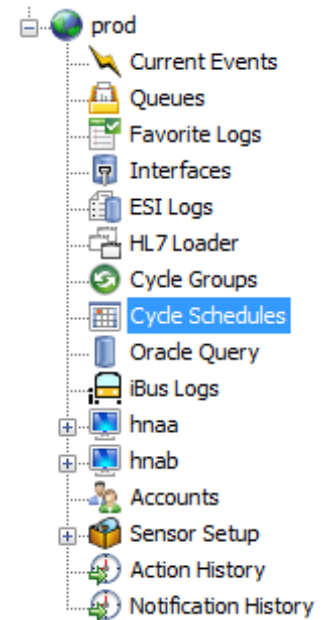 prod
Current Events
Queues
Favorite Logs
Interfaces
ESI Logs
HL7 Loader
Cycle Groups
Cycle Schedules
Oracle Query
iBus Logs
hnaa
hnab
Accounts
Sensor Setup
Action History
Notification History